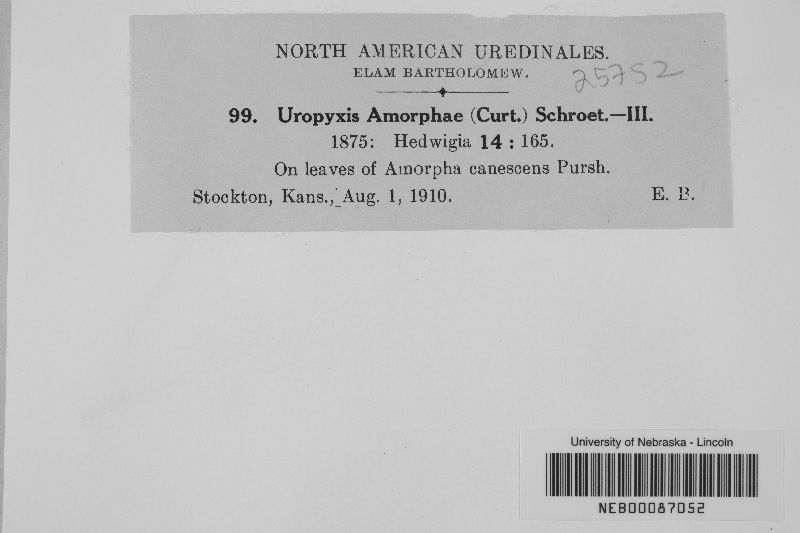 NORTH AMERICAN UREDINALES.
ELAM BARTHOLOMEW.
25752
99. Uropyxis Amorphae (Curt.) Schroet.—III.
1875: Hedwigia 14 : 165.
On leaves of Amorpha canescens Pursh.
Stockton, Kans., Aug. 1, 1910. E. B.
University of Nebraska - Lincoln
NEB00087052